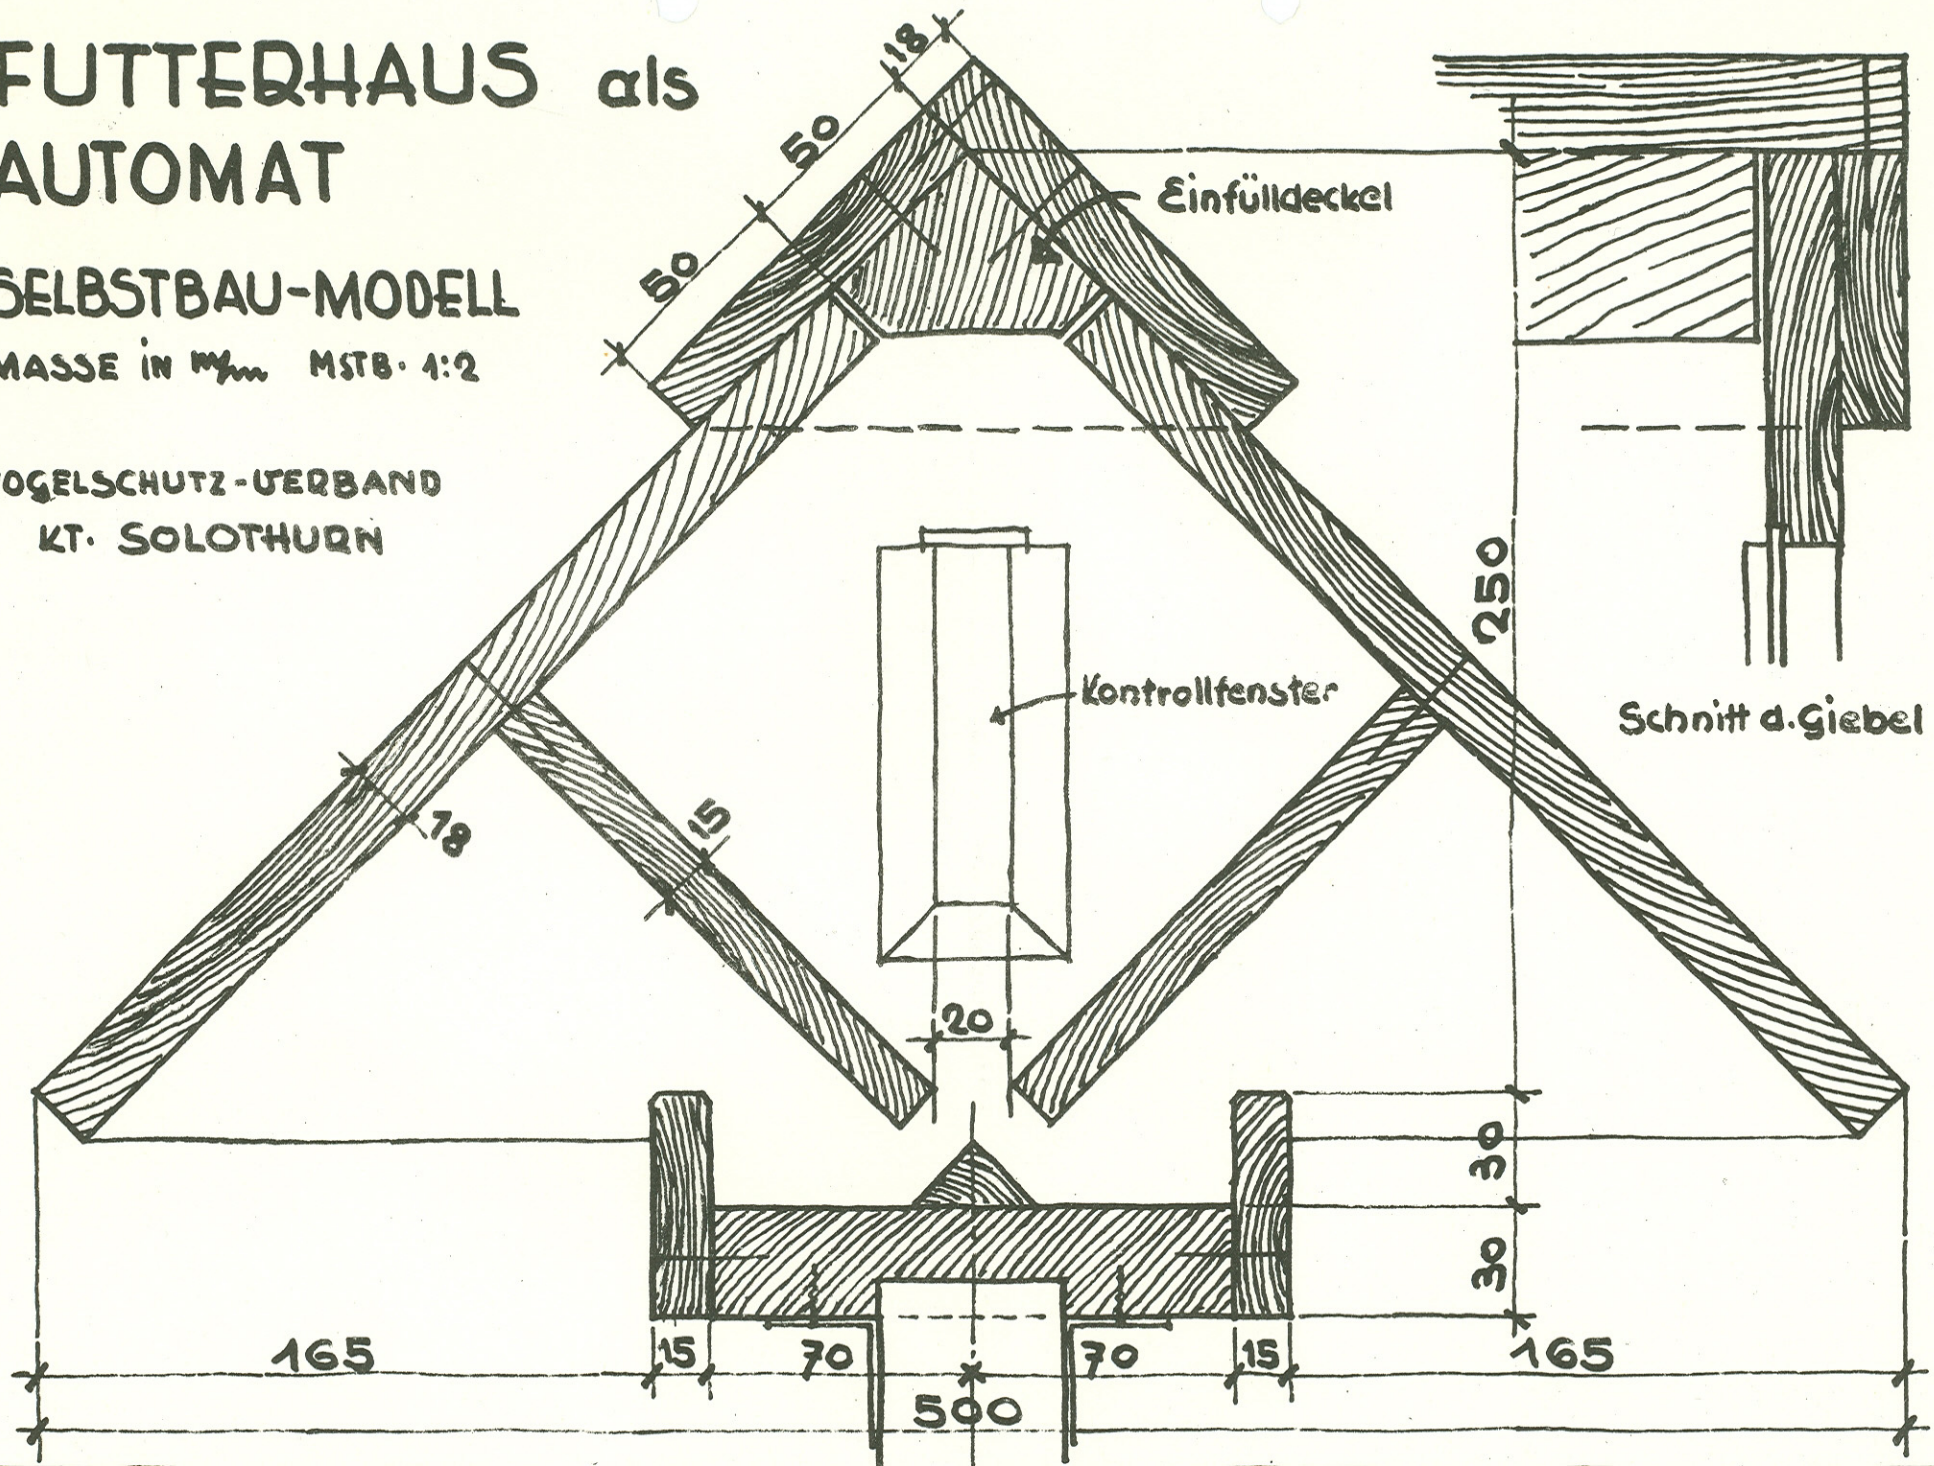 FUTTERHAUS als
AUTOMAT
SELBSTBAU-MODELL
MASSE in m/m MSTB. 1:2
VOGELSCHUTZ-VERBAND
KT. SOLOTHURN
18
50
50
Einfülldeckel
250
Kontrollfenster
Schnitt d. Giebel
18
15
20
30
30
165
15
70
70
15
165
500